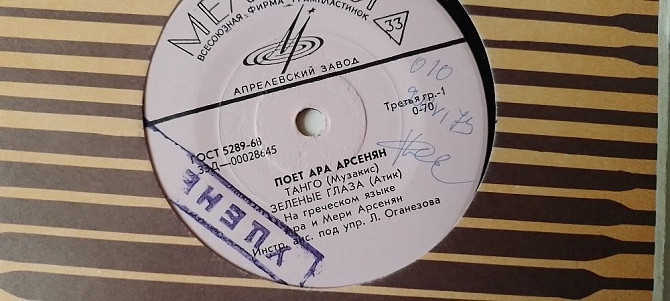 ВСЕСОЮЗНАЯ ФИРМА ГРАМПЛАСТИНОК
33
АПРЕЛЕВСКИЙ ЗАВОД
010
Третья гр.-1
0-70
ГОСТ 5289-68
33Д—00028645
ПОЕТ АРА АРСЕНЯН
ТАНГО (Музакис)
ЗЕЛЕНЫЕ ГЛАЗА (Атик)
На греческом языке
Ара и Мери Арсенян
Инстр. анс. под упр. Л. Оганезова